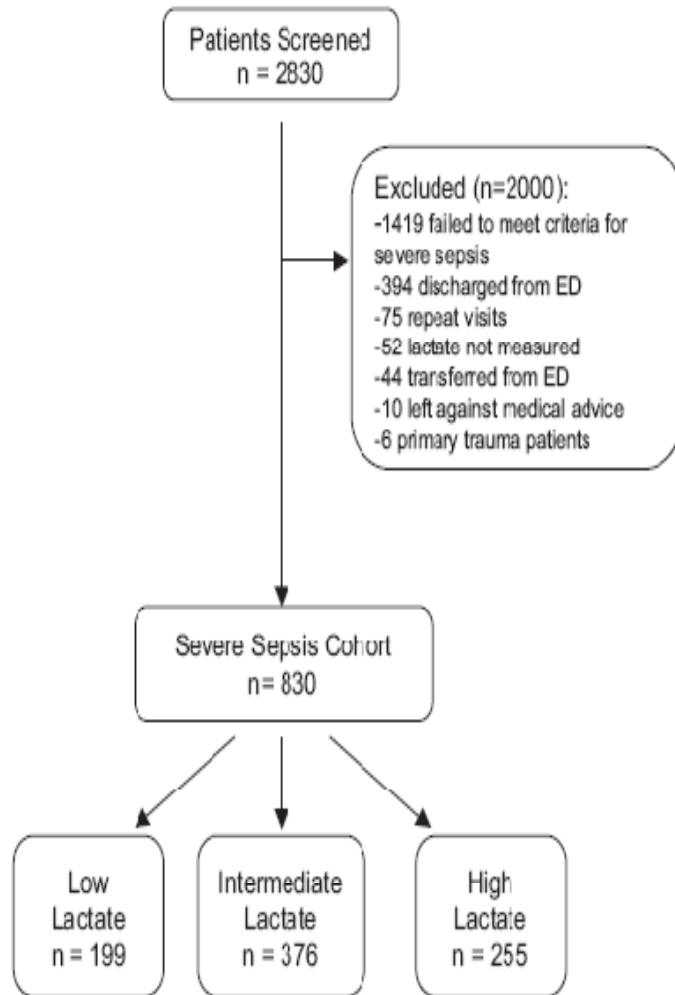 Patients Screened
n = 2830
Excluded (n=2000):
-1419 failed to meet criteria for
severe sepsis
-394 discharged from ED
-75 repeat visits
-52 lactate not measured
-44 transferred from ED
-10 left against medical advice
-6 primary trauma patients
Severe Sepsis Cohort
n= 830
Low
Lactate
n = 199
Intermediate
Lactate
n = 376
High
Lactate
n = 255